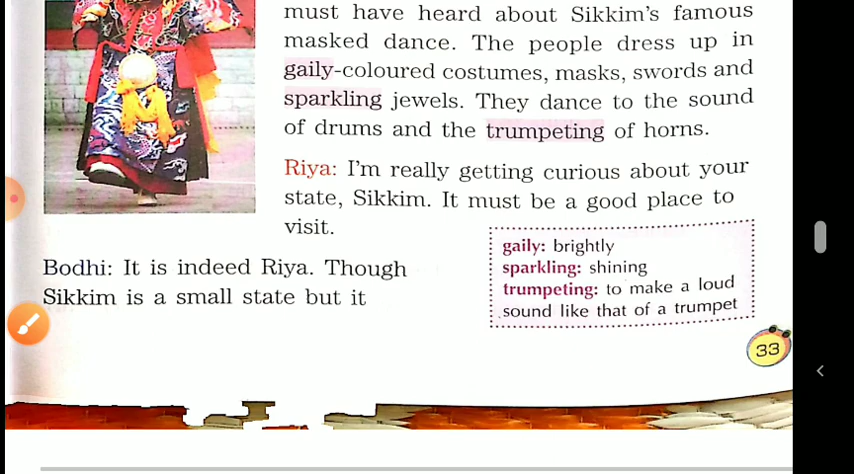 must have heard about Sikkim's famous
masked dance. The people dress up in
gaily-coloured costumes, masks, swords and
sparkling jewels. They dance to the sound
of drums and the trumpeting of horns.
Riya: I'm really getting curious about your
state, Sikkim. It must be a good place to
visit.
Bodhi: It is indeed Riya. Though
Sikkim is a small state but it
gaily: brightly
sparkling: shining
trumpeting: to make a loud
sound like that of a trumpet
33